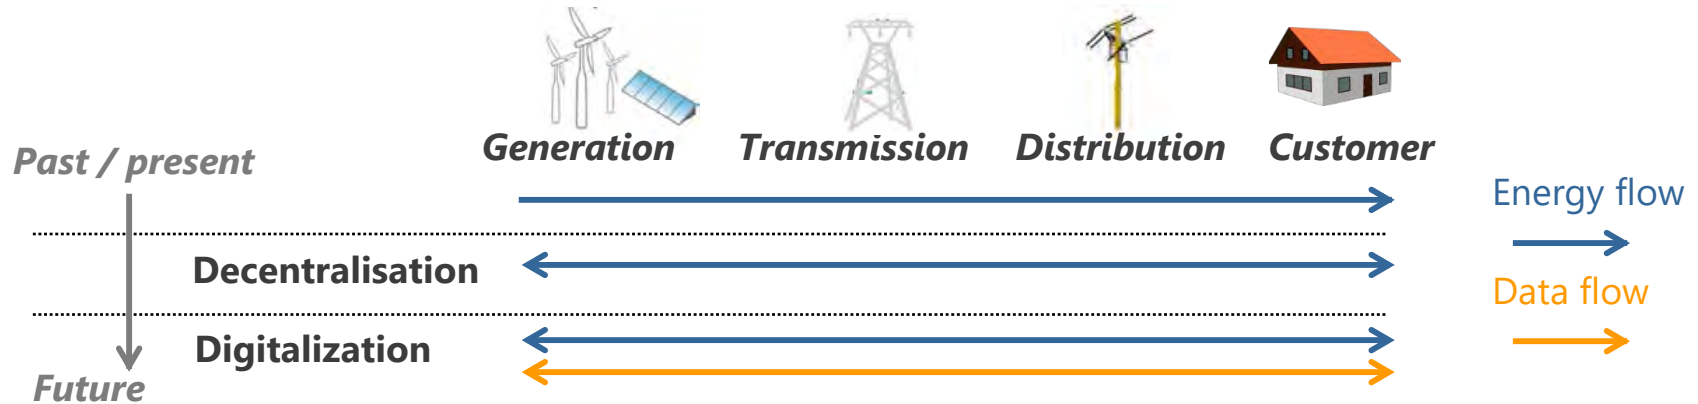 Generation Transmission Distribution Customer
Past / present
Energy flow
Decentralisation
Data flow
Digitalization
Future